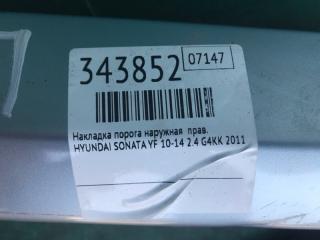 343852 07147
Накладка порога наружная прав.
HYUNDAI SONATA YF 10-14 2.4 G4KK 2011